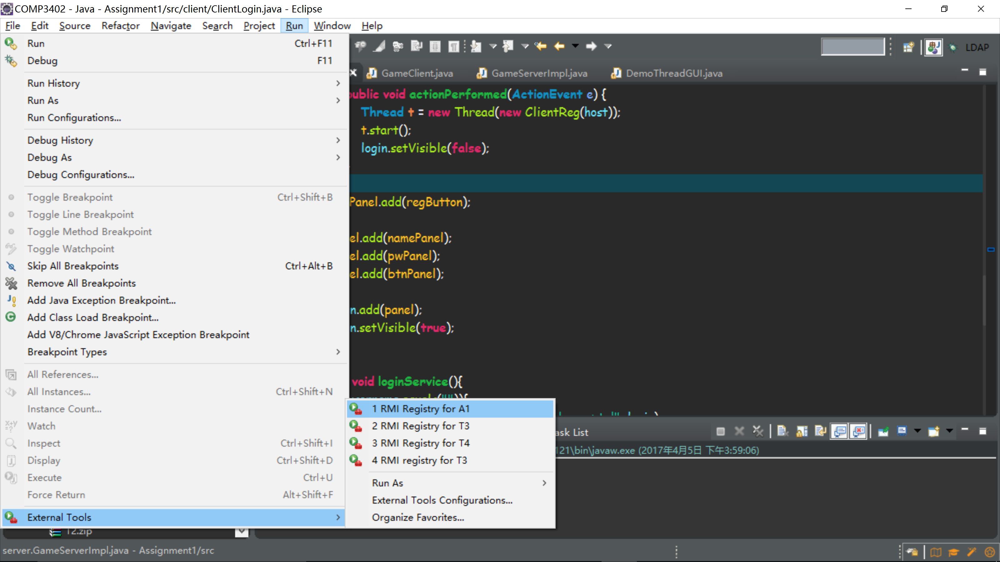 COMP3402 - Java - Assignment1/src/client/ClientLogin.java - Eclipse
File Edit Source Refactor Navigate Search Project Run Window Help
Run Ctrl+F11
Debug F11
Run History
Run As
Run Configurations...
Debug History
Debug As
Debug Configurations...
Toggle Breakpoint Ctrl+Shift+B
Toggle Line Breakpoint
Toggle Method Breakpoint
Toggle Watchpoint
Skip All Breakpoints Ctrl+Alt+B
Remove All Breakpoints
Add Java Exception Breakpoint...
Add Class Load Breakpoint...
Add V8/Chrome JavaScript Exception Breakpoint
Breakpoint Types
All References...
All Instances... Ctrl+Shift+N
Instance Count...
Watch
Inspect Ctrl+Shift+I
Display Ctrl+Shift+D
Execute Ctrl+U
Force Return Alt+Shift+F
External Tools
1 RMI Registry for A1
2 RMI Registry for T3
3 RMI Registry for T4
4 RMI registry for T3
Run As
External Tools Configurations...
Organize Favorites...
LDAP
GameClient.java GameServerImpl.java DemoThreadGUI.java
public void actionPerformed(ActionEvent e) {
Thread t = new Thread(new ClientReg(host));
t.start();
login.setVisible(false);
Panel.add(regButton);
el.add(namePanel);
el.add(pwPanel);
el.add(btnPanel);
n.add(panel);
n.setVisible(true);
void loginService(){
ask List
121\bin\javaw.exe (2017年4月5日 下午3:59:06)
T2.zip
server.GameServerImpl.java - Assignment1/src